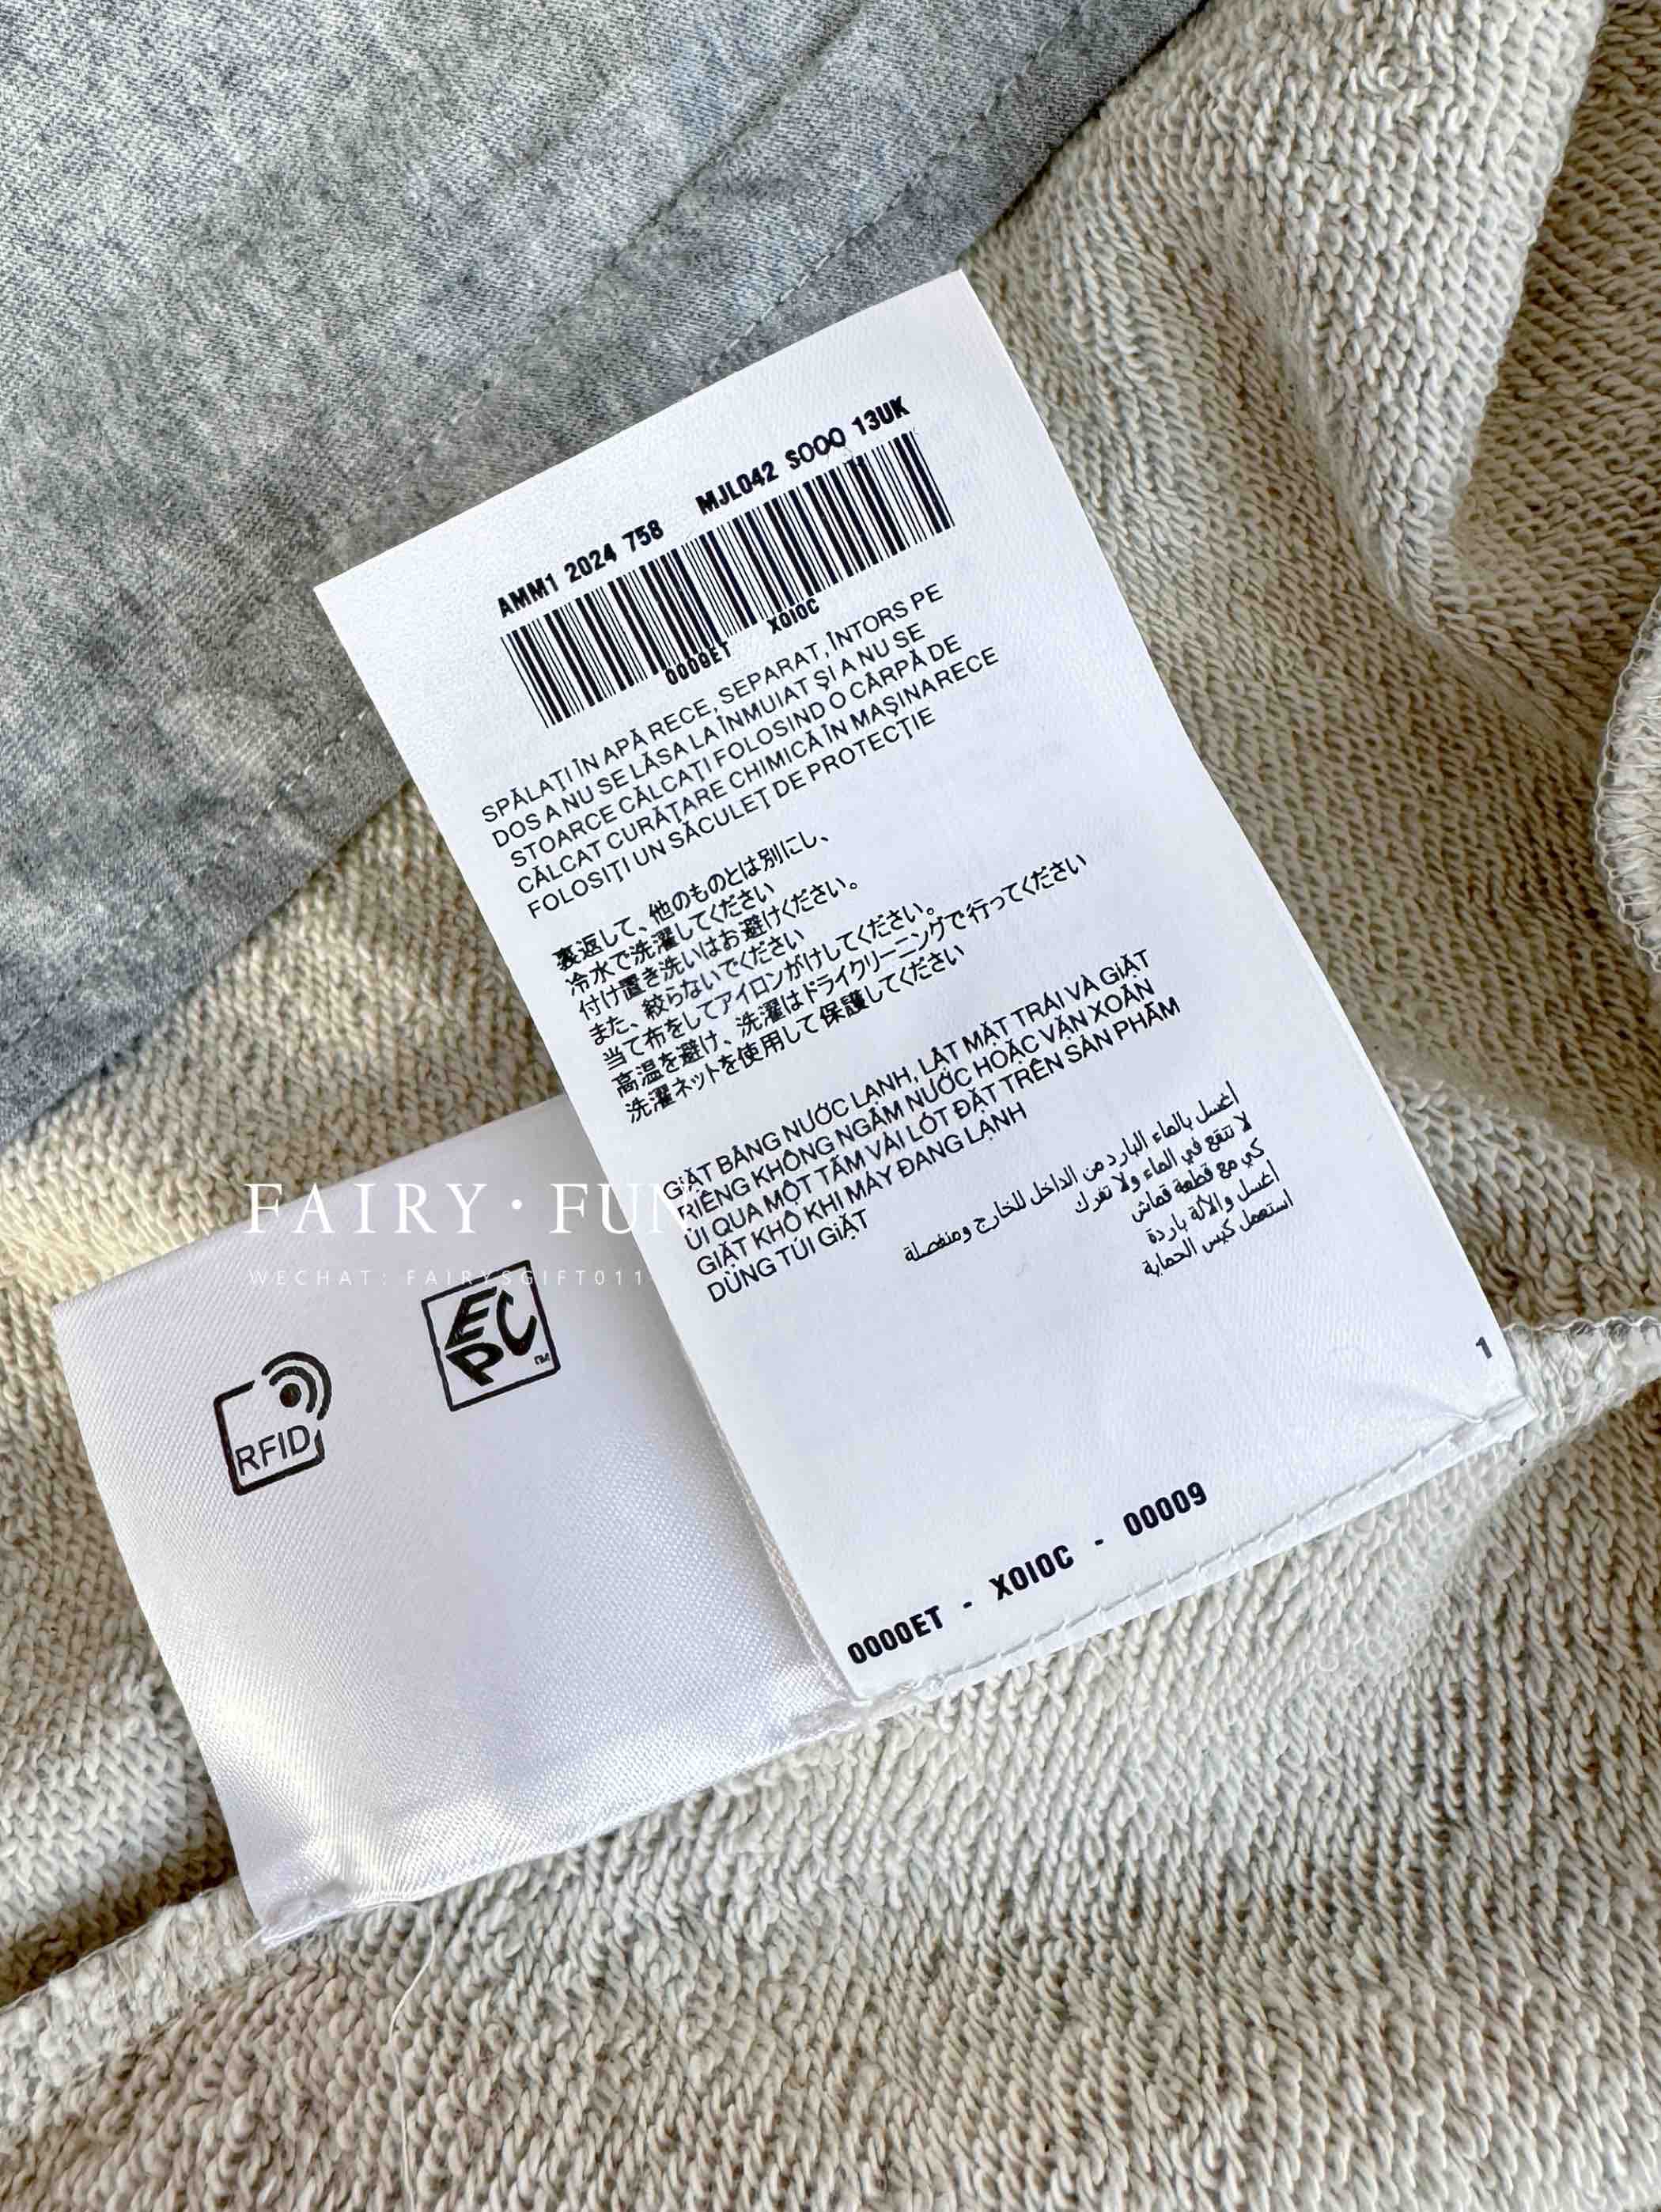 AMM1 2024 758 MJL042 S000 13UK
0000ET X0I0C
SPĂLAȚI ÎN APĂ RECE, SEPARAT, ÎNTORS PE
DOS A NU SE LĂSA LA ÎNMUIAT ȘI A NU SE
STOARCE CĂLCAȚI FOLOSIND O CÂRPĂ DE
CĂLCAT CURĂȚARE CHIMICĂ ÎN MAȘINARECE
FOLOSIȚI UN SĂCULEȚ DE PROTECȚIE
裏返して、他のものとは別にし、
冷水で洗濯してください
付け置き洗いはお避けください。
また、絞らないでください
当て布をしてアイロンがけしてください。
高温を避け、洗濯はドライクリーニングで行ってください
洗濯ネットを使用して保護してください
GIẶT BẰNG NƯỚC LẠNH, LẬT MẶT TRÁI VÀ GIẶT
RIÊNG KHÔNG NGÂM NƯỚC HOẶC VẶN XOẮN
ỦI QUA MỘT TẤM VẢI LÓT ĐẶT TRÊN SẢN PHẨM
GIẶT KHÔ KHI MÁY ĐANG LẠNH
DÙNG TÚI GIẶT
اغسل بالماء البارد من الداخل للخارج ومنفصلة
لا تنقع في الماء ولا تفرك
كي مع قطعة قماش
اغسل والآلة باردة
استعمل كيس الحماية
1
0000ET - X0I0C - 00009
FAIRY·FUN
WECHAT: FAIRYSGIFT011
EPC™
RFID